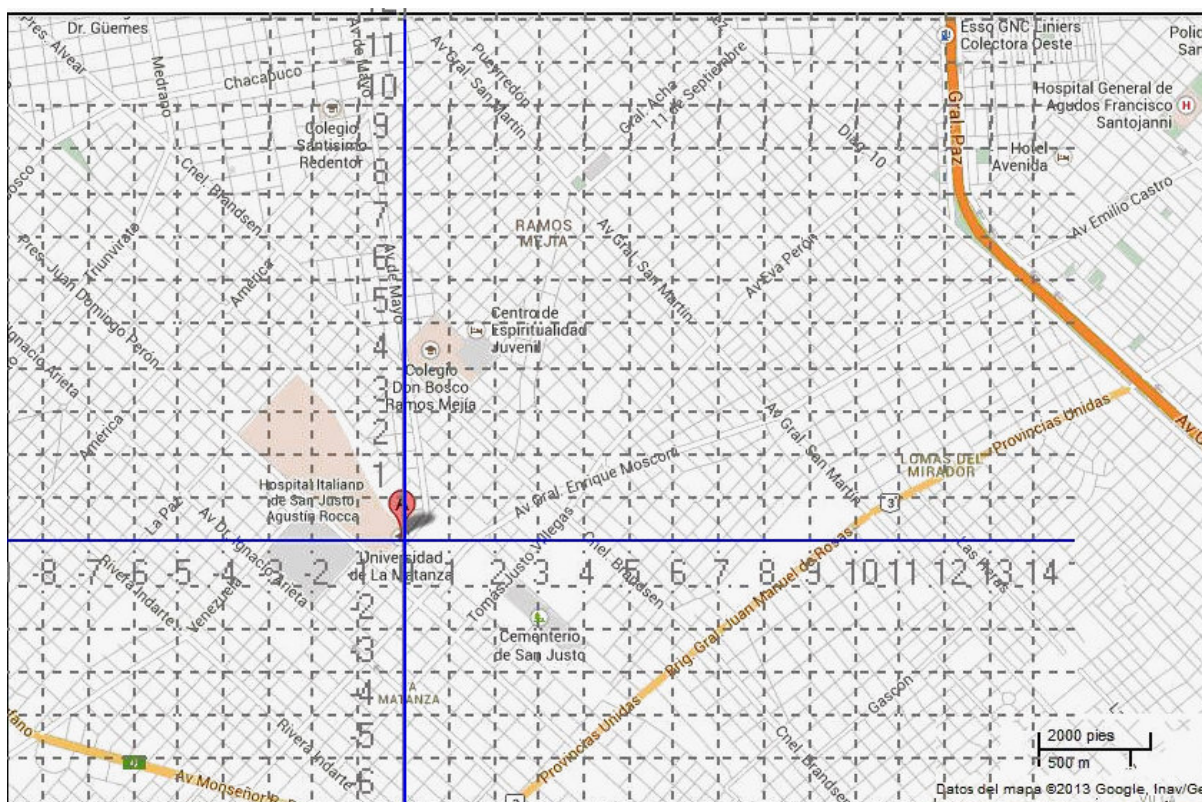 Dr. Güemes
Pres. Alvear
Medrano
Chacabuco
Av de Mayo
Av Gral. San Martín
Pueyrredón
Gral. Acha
11 de Septiembre
Diag. 10
Esso GNC Liniers
Colectora Oeste
Gral. Paz
Hospital General de
Agudos Francisco
Santojanni
H
Hotel
Avenida
Av Emilio Castro
Colegio
Santísimo
Redentor
Cnel. Brandsen
11
10
9
8
7
6
5
4
3
2
1
RAMOS
MEJÍA
Triunvirato
Pres. Juan Domingo Perón
América
Av de Mayo
Av Gral. San Martín
Av Eva Perón
Centro de
Espiritualidad
Juvenil
Colegio
Don Bosco
Ramos Mejía
Ignacio Arieta
América
Av Gral. San Martín
Provincias Unidas
LOMAS DEL
MIRADOR
3
Hospital Italiano
de San Justo
Agustín Rocca
A
Av Gral. Enrique Mosconi
La Paz
Av Dr. Ignacio Arieta
Universidad
de La Matanza
Tomás Justo Villegas
Cnel. Brandsen
Brig. Gral. Juan Manuel de Rosas
Las Heras
-8 -7 -6 -5 -4 -2 1 2 3 4 5 6 7 8 9 10 11 12 13 14
Rivera Indarte
Venezuela
-2
-3
-4
-5
-6
Cementerio
de San Justo
LA
MATANZA
Gascón
Rivera Indarte
Provincias Unidas
Cnel. Brandsen
Av Monseñor
2000 pies
500 m
Datos del mapa ©2013 Google, Inav/Ge